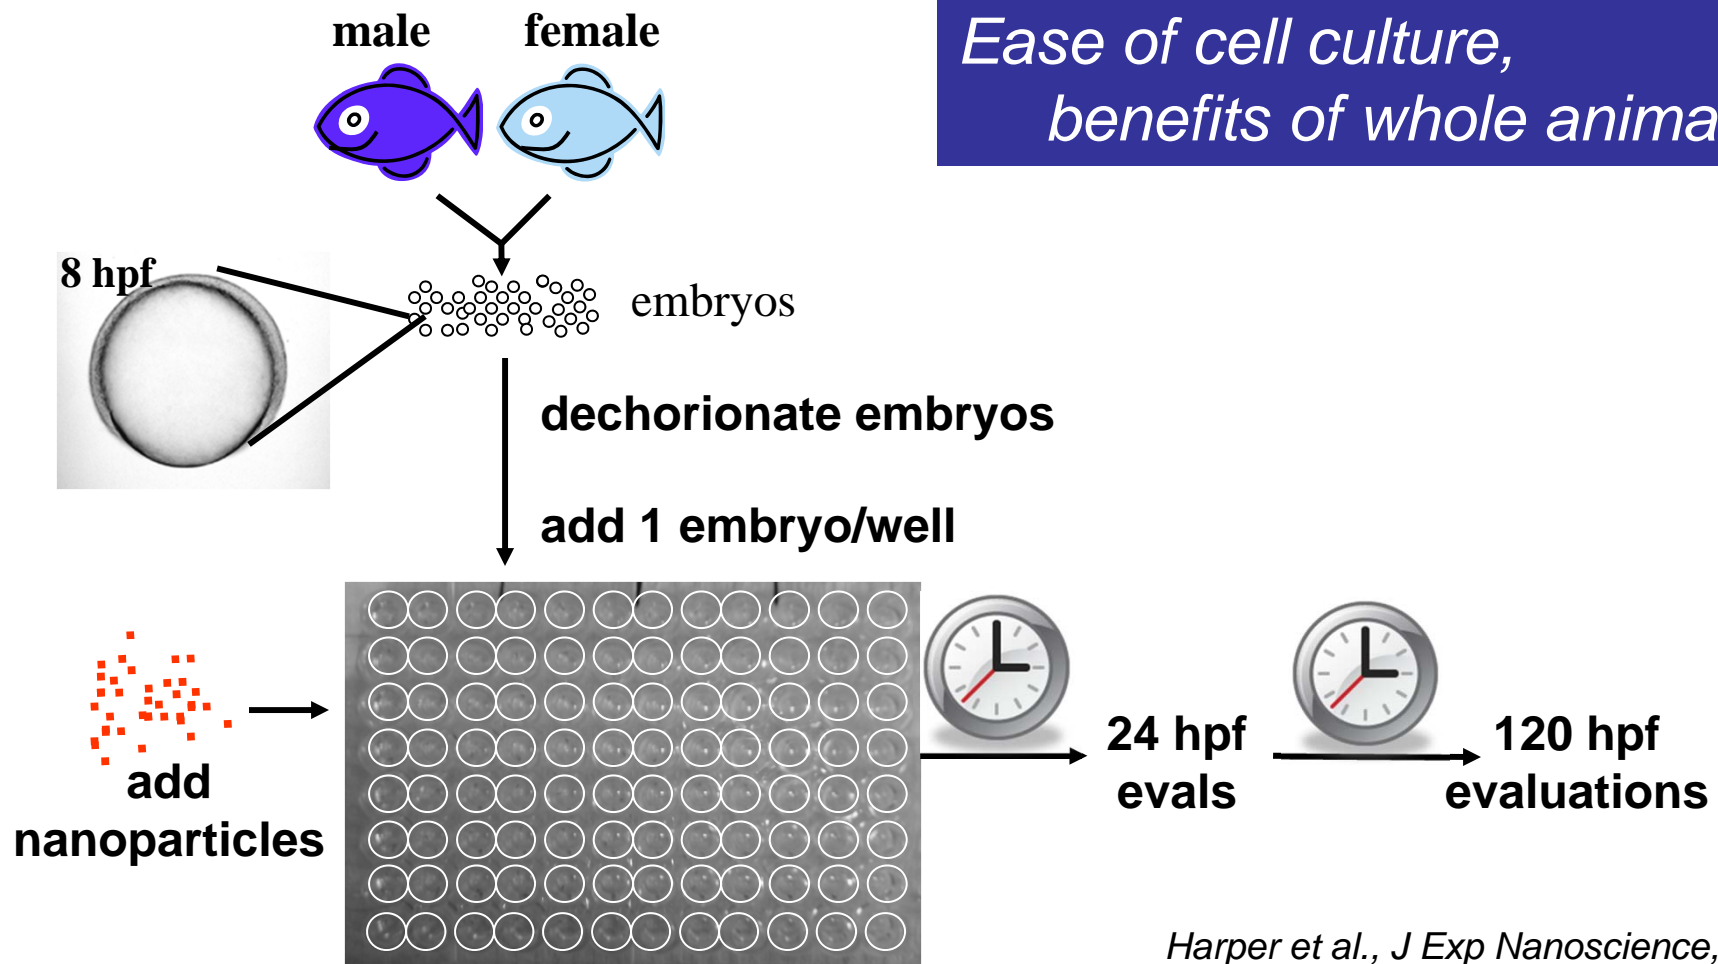 male female
Ease of cell culture,
benefits of whole anima
8 hpf
embryos
dechorionate embryos
add 1 embryo/well
add
nanoparticles
24 hpf
evals
120 hpf
evaluations
Harper et al., J Exp Nanoscience,